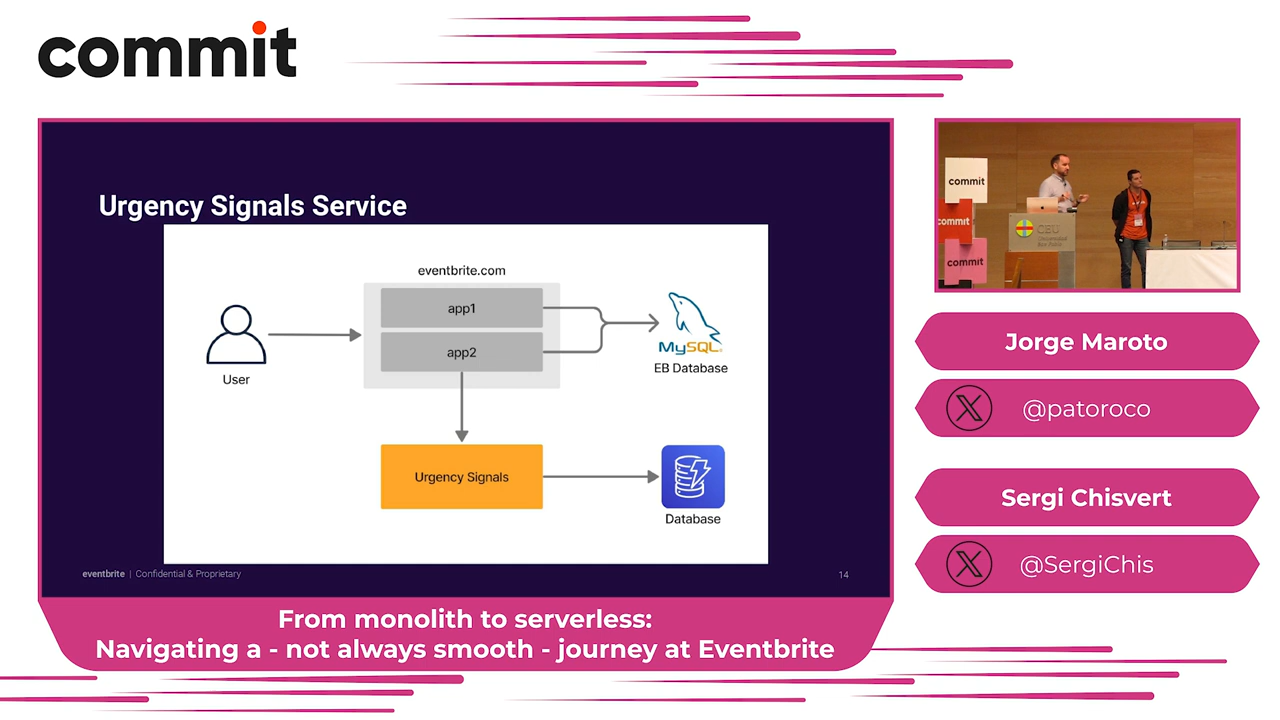 commit
Urgency Signals Service
eventbrite.com
app1
app2
User
MySQL
EB Database
Urgency Signals
Database
eventbrite | Confidential & Proprietary
14
From monolith to serverless:
Navigating a - not always smooth - journey at Eventbrite
commit
commit
commit
CEU
Jorge Maroto
@patoroco
Sergi Chisvert
@SergiChis